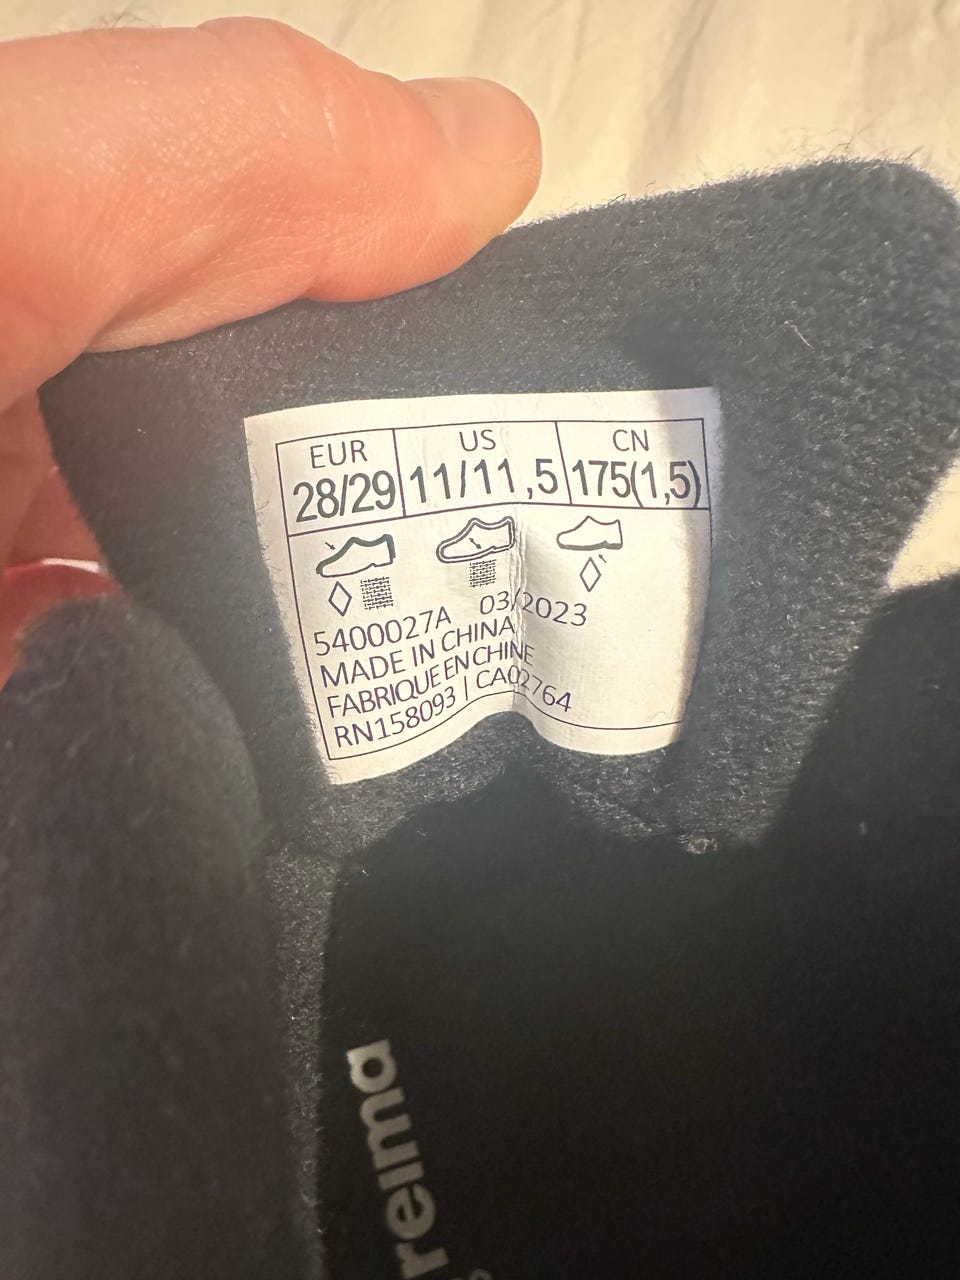 EUR US CN
28/29 11/11,5 175(1,5)
5400027A 03/2023
MADE IN CHINA
FABRIQUE EN CHINE
RN158093 | CA02764
reima